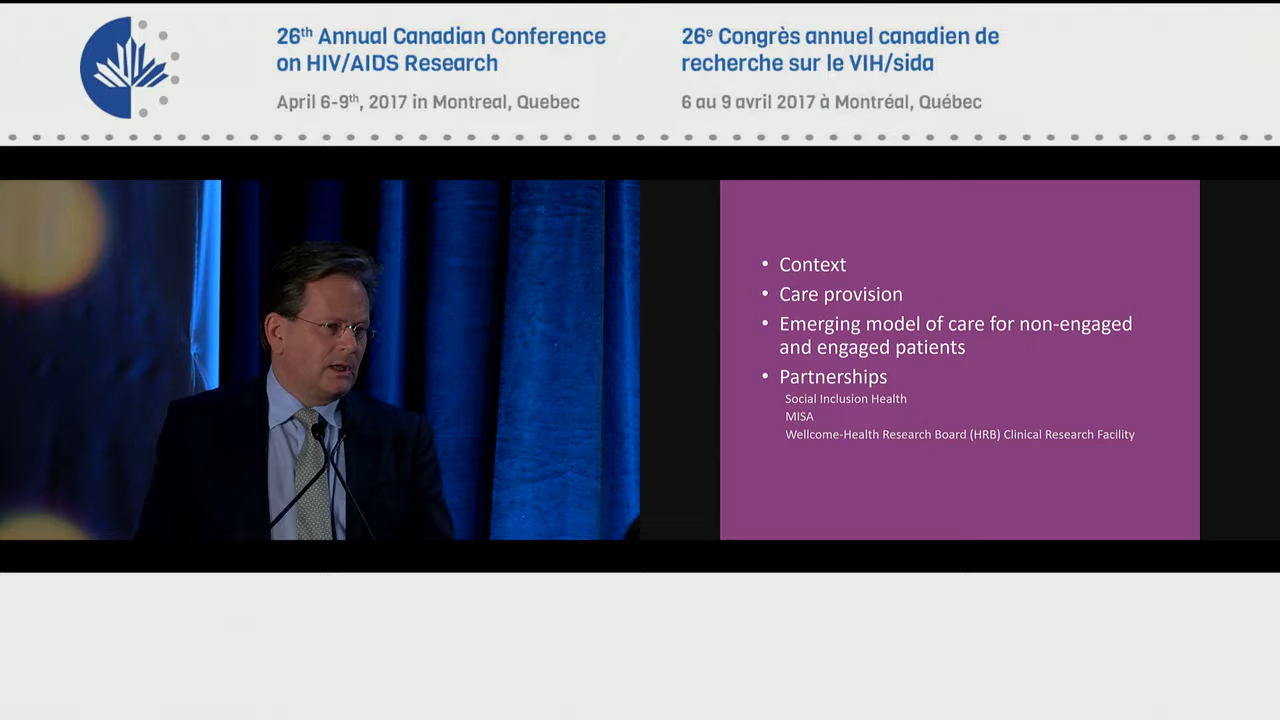 26th Annual Canadian Conference
on HIV/AIDS Research
April 6-9th, 2017 in Montreal, Quebec
26e Congrès annuel canadien de
recherche sur le VIH/sida
6 au 9 avril 2017 à Montréal, Québec
• Context
• Care provision
• Emerging model of care for non-engaged
and engaged patients
• Partnerships
Social Inclusion Health
MISA
Wellcome-Health Research Board (HRB) Clinical Research Facility